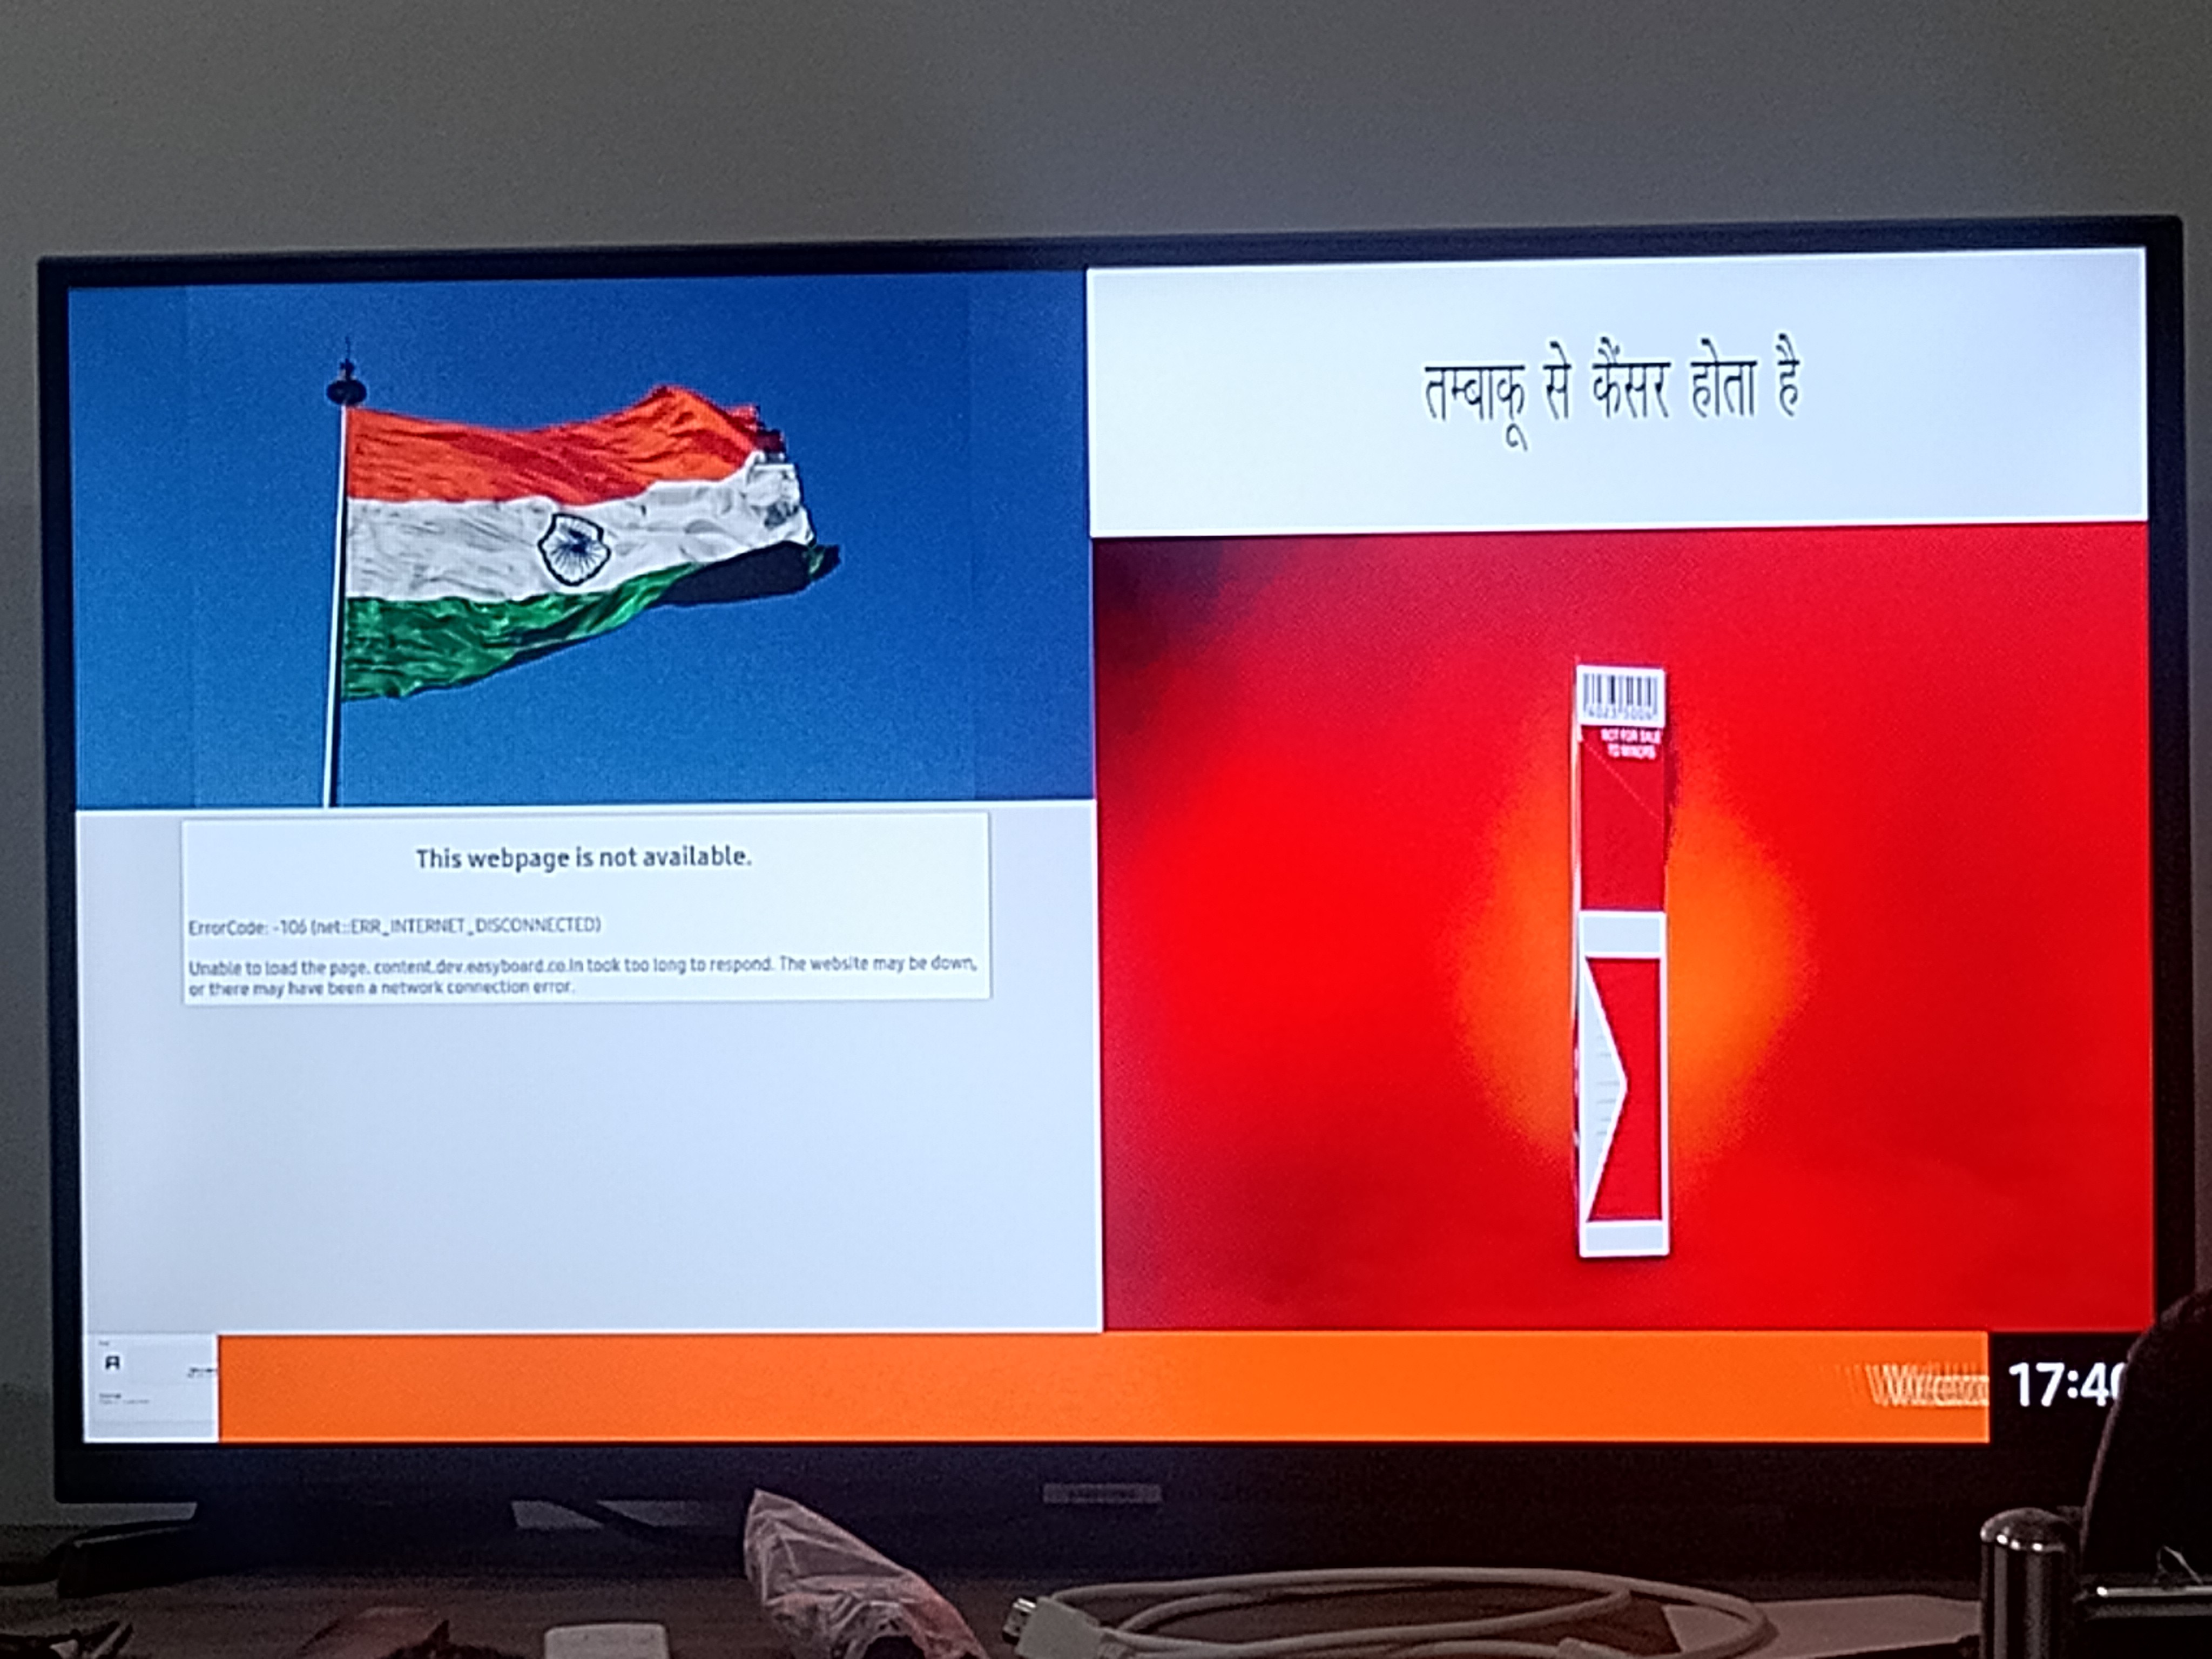 तम्बाकू से कैंसर होता है
NOT FOR SALE
TO MINORS
This webpage is not available.
ErrorCode: -106 (net::ERR_INTERNET_DISCONNECTED)
Unable to load the page. content.dev.easyboard.co.in took too long to respond. The website may be down,
or there may have been a network connection error.
SAMSUNG